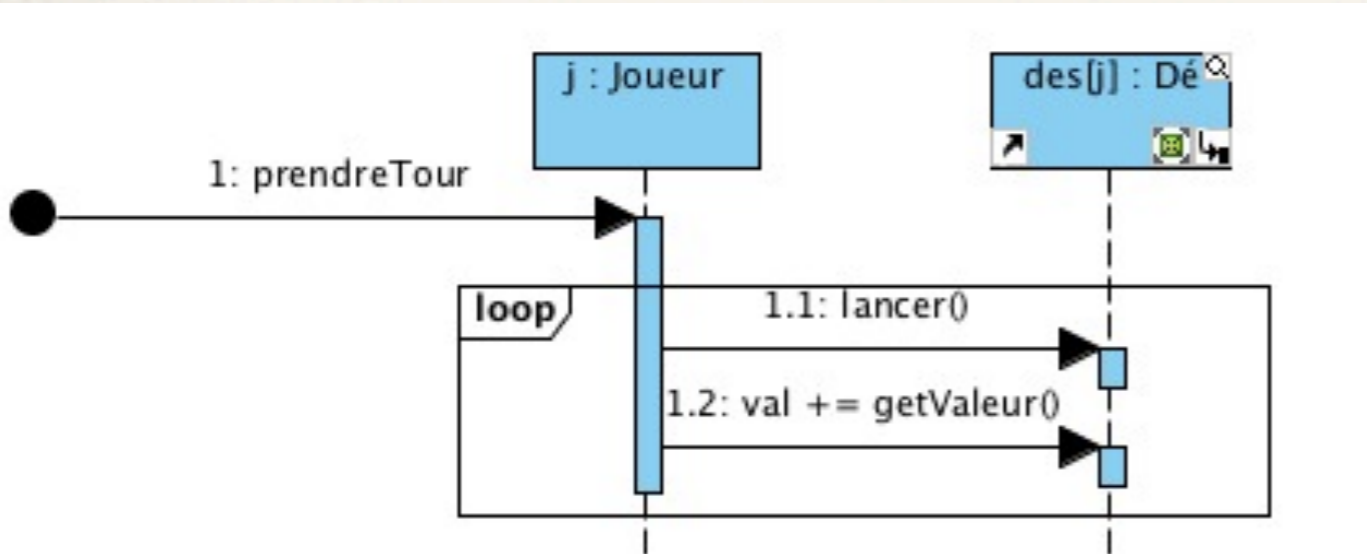 j : Joueur
des[j] : Dé
1: prendreTour
loop
1.1: lancer()
1.2: val += getValeur()